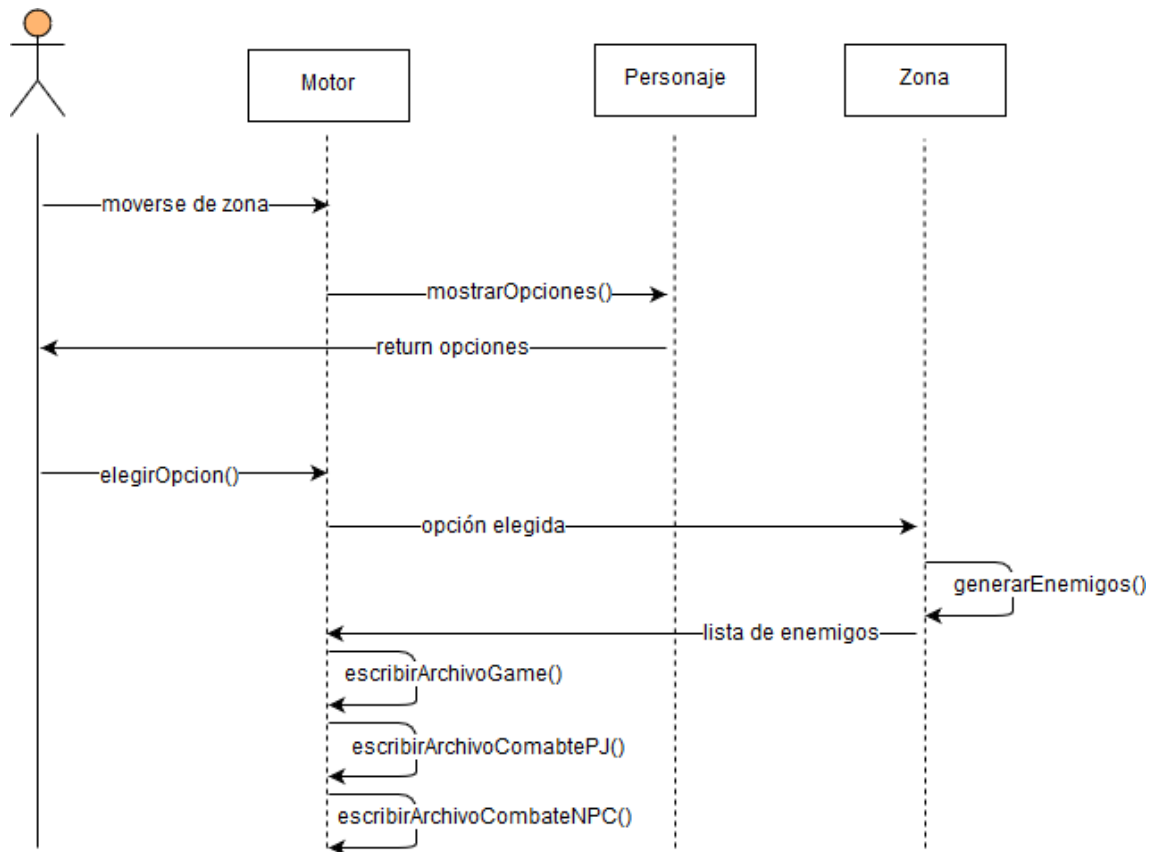 Motor
Personaje
Zona
moverse de zona
mostrarOpciones()
return opciones
elegirOpcion()
opción elegida
generarEnemigos()
lista de enemigos
escribirArchivoGame()
escribirArchivoComabtePJ()
escribirArchivoCombateNPC()